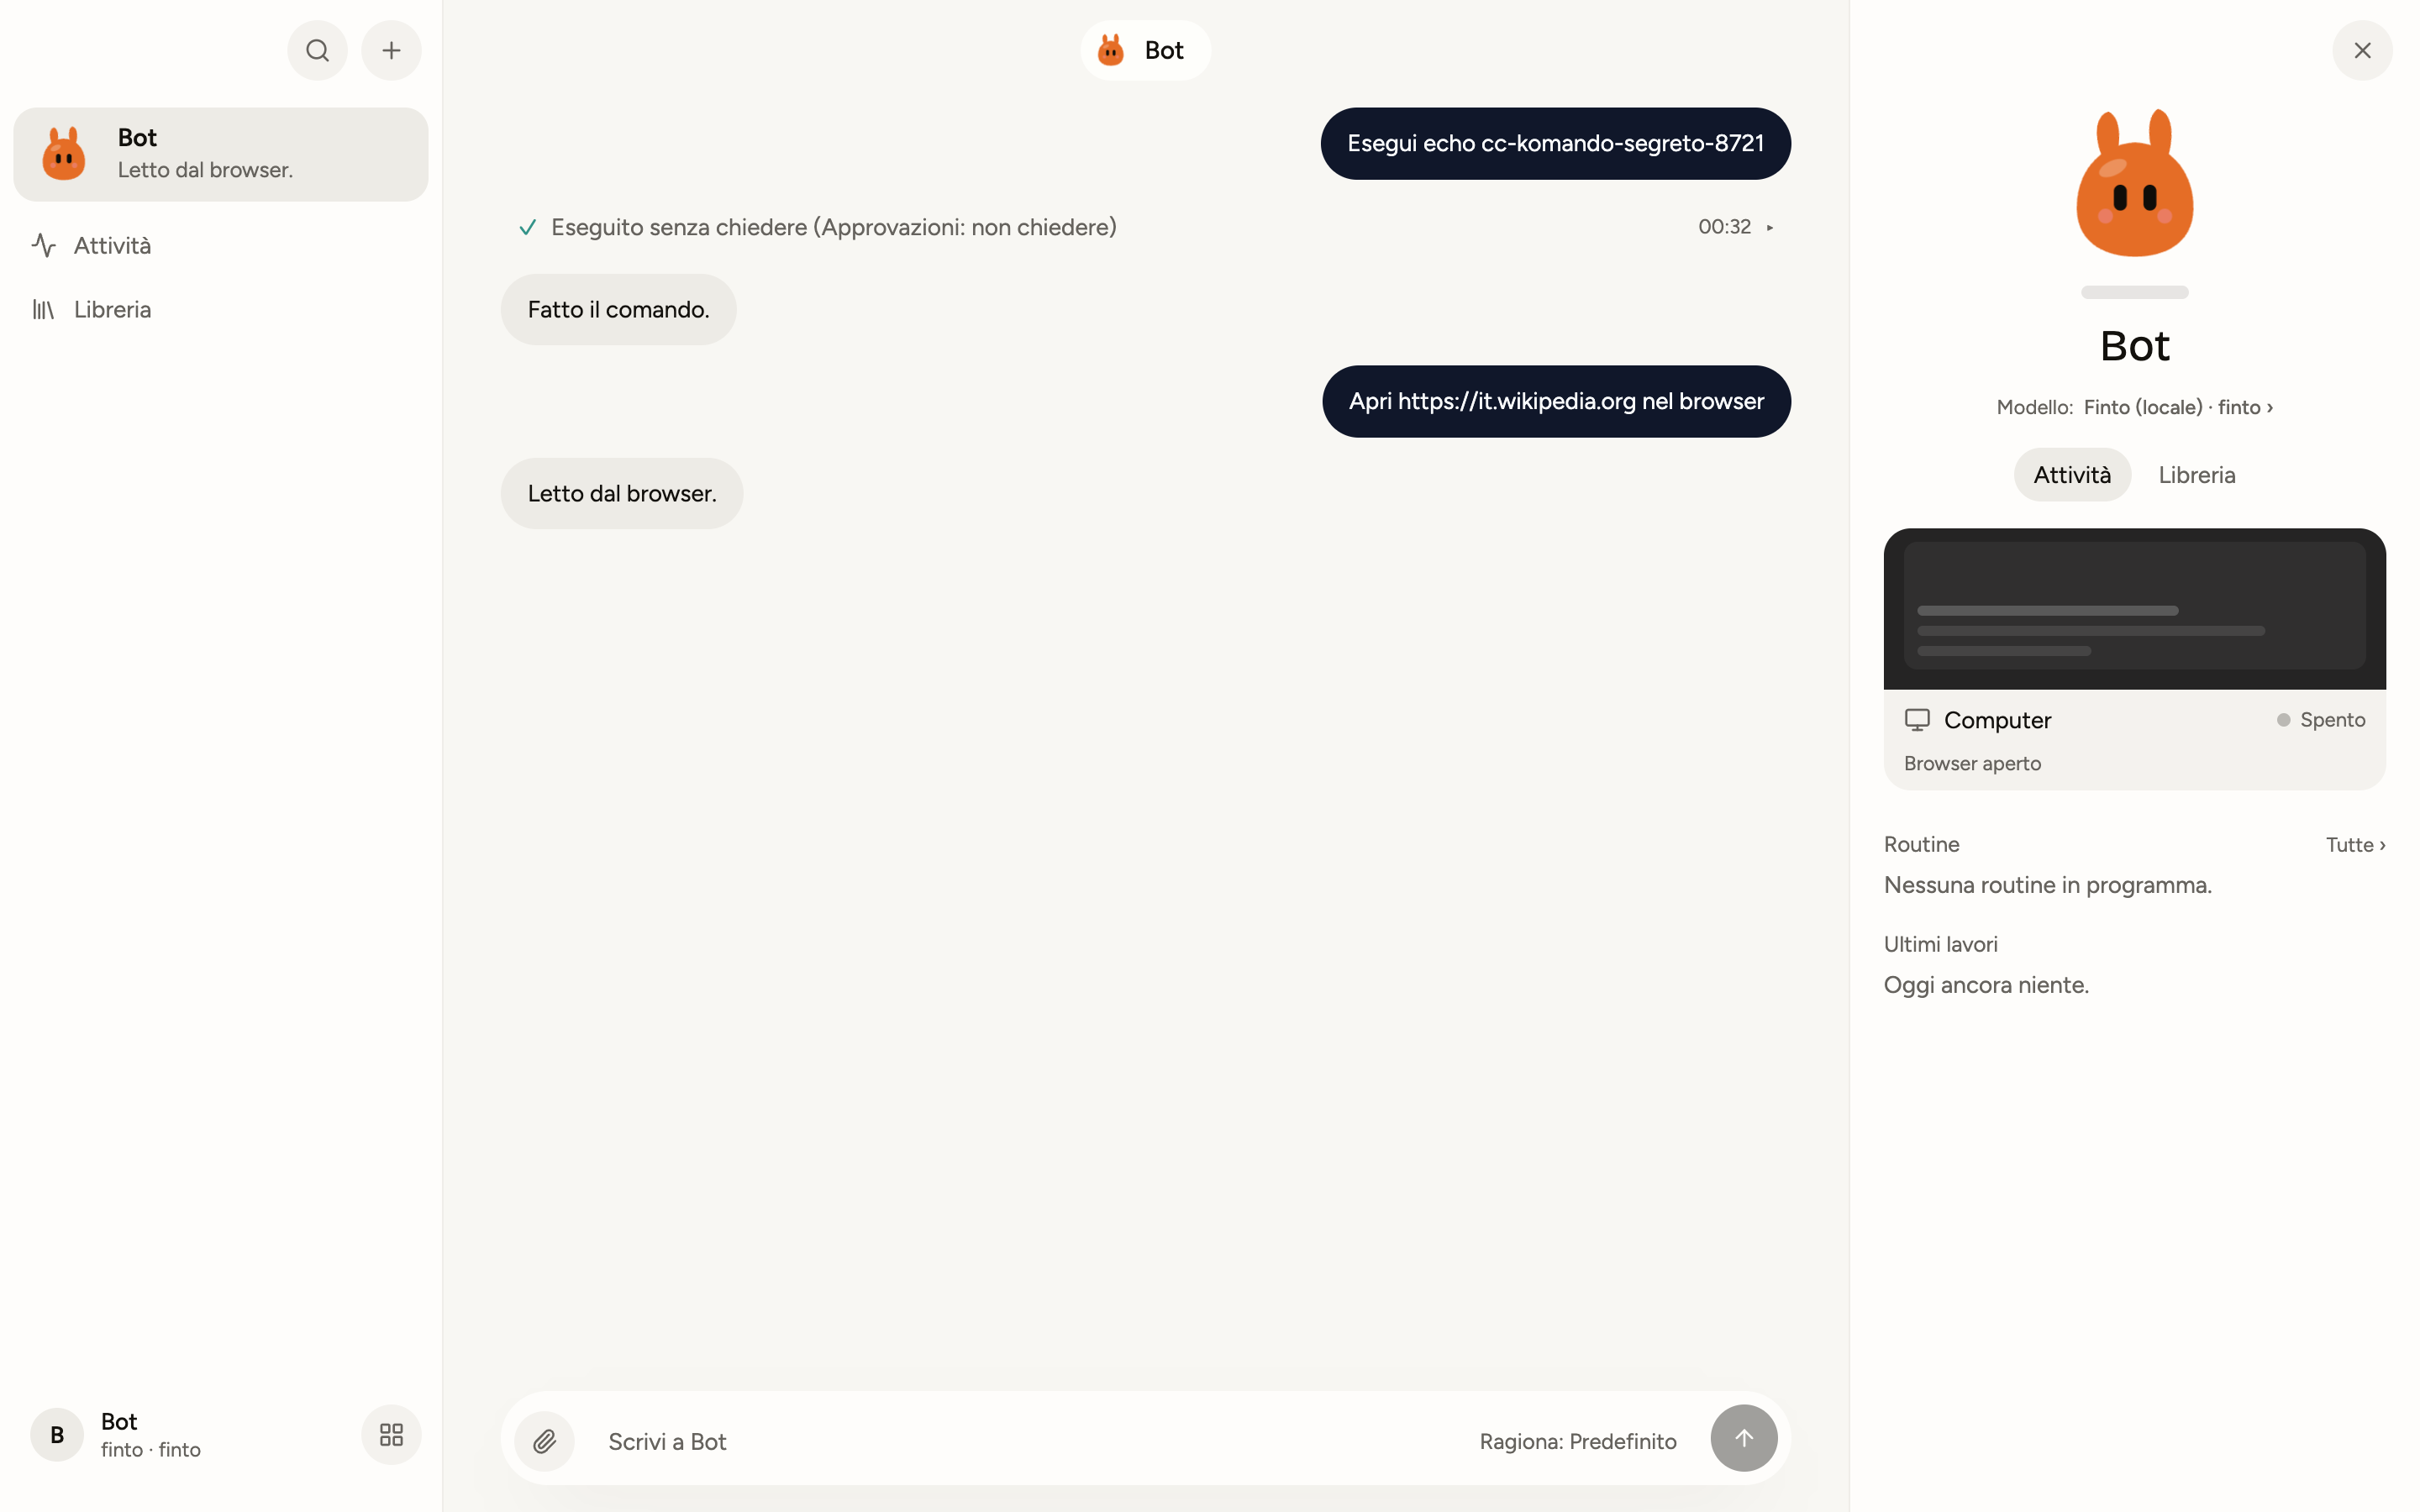 Bot
Letto dal browser.
Attività
Libreria
B
Bot
finto · finto
Bot
Esegui echo cc-komando-segreto-8721
Eseguito senza chiedere (Approvazioni: non chiedere)
00:32
Fatto il comando.
Apri https://it.wikipedia.org nel browser
Letto dal browser.
Scrivi a Bot
Ragiona: Predefinito
Bot
Modello: Finto (locale) · finto ›
Attività
Libreria
Computer
Spento
Browser aperto
Routine
Tutte ›
Nessuna routine in programma.
Ultimi lavori
Oggi ancora niente.